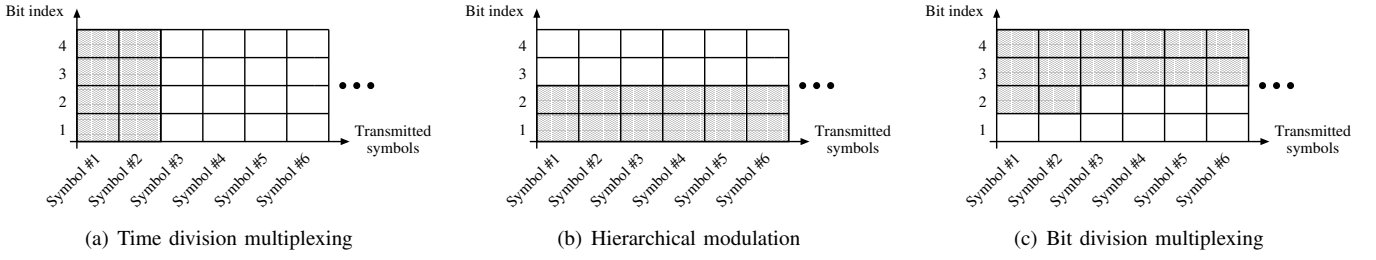 Bit index
4
3
2
1
Transmitted
symbols
Symbol #1
Symbol #2
Symbol #3
Symbol #4
Symbol #5
Symbol #6
(a) Time division multiplexing
Bit index
4
3
2
1
Transmitted
symbols
Symbol #1
Symbol #2
Symbol #3
Symbol #4
Symbol #5
Symbol #6
(b) Hierarchical modulation
Bit index
4
3
2
1
Transmitted
symbols
Symbol #1
Symbol #2
Symbol #3
Symbol #4
Symbol #5
Symbol #6
(c) Bit division multiplexing